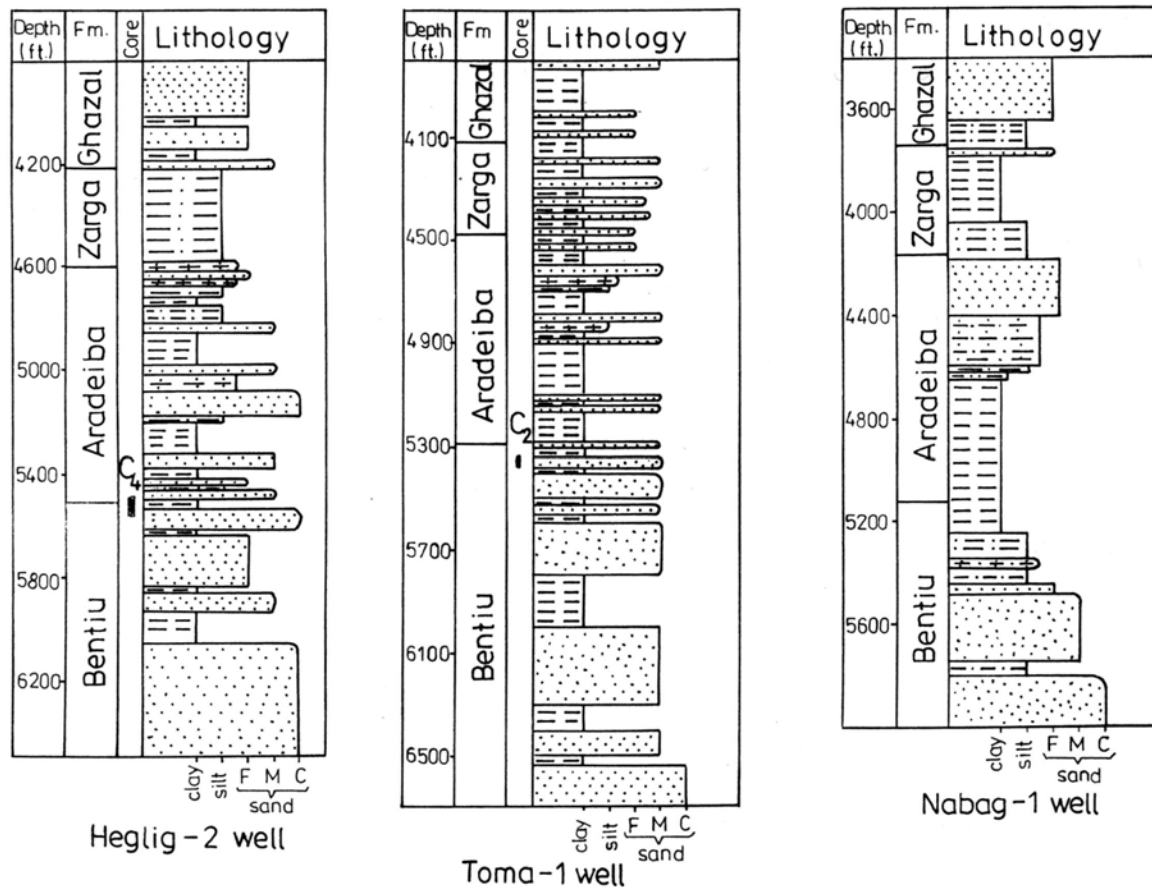 Depth (ft.) Fm. Core Lithology
Ghazal
4200
Zarga
4600
Aradeiba
5000
5400
C4
5800
Bentiu
6200
clay silt F M C
sand
Heglig-2 well
Depth (ft.) Fm Core Lithology
Ghazal
4100
Zarga
4500
Aradeiba
4900
C2
5300
5700
Bentiu
6100
6500
clay silt F M C
sand
Toma-1 well
Depth (ft.) Fm. Lithology
Ghazal
3600
Zarga
4000
4400
Aradeiba
4800
5200
Bentiu
5600
clay silt F M C
sand
Nabag-1 well